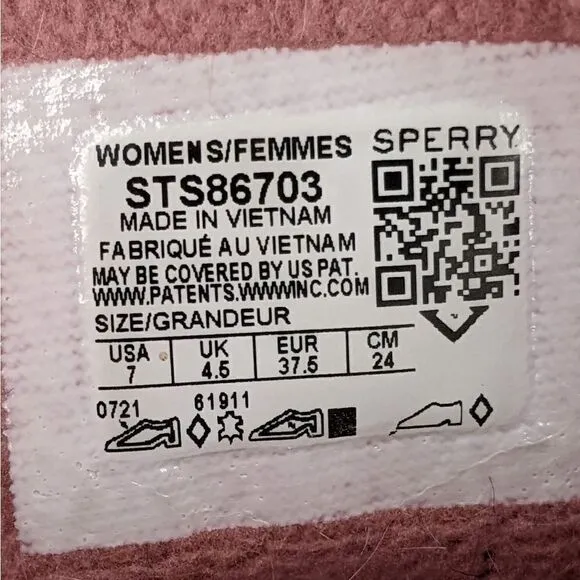 WOMENS/FEMMES
SPERRY
STS86703
MADE IN VIETNAM
FABRIQUÉ AU VIETNAM
MAY BE COVERED BY US PAT.
WWW.PATENTS.WWWMNC.COM
SIZE/GRANDEUR
USA UK EUR CM
7 4.5 37.5 24
0721 61911